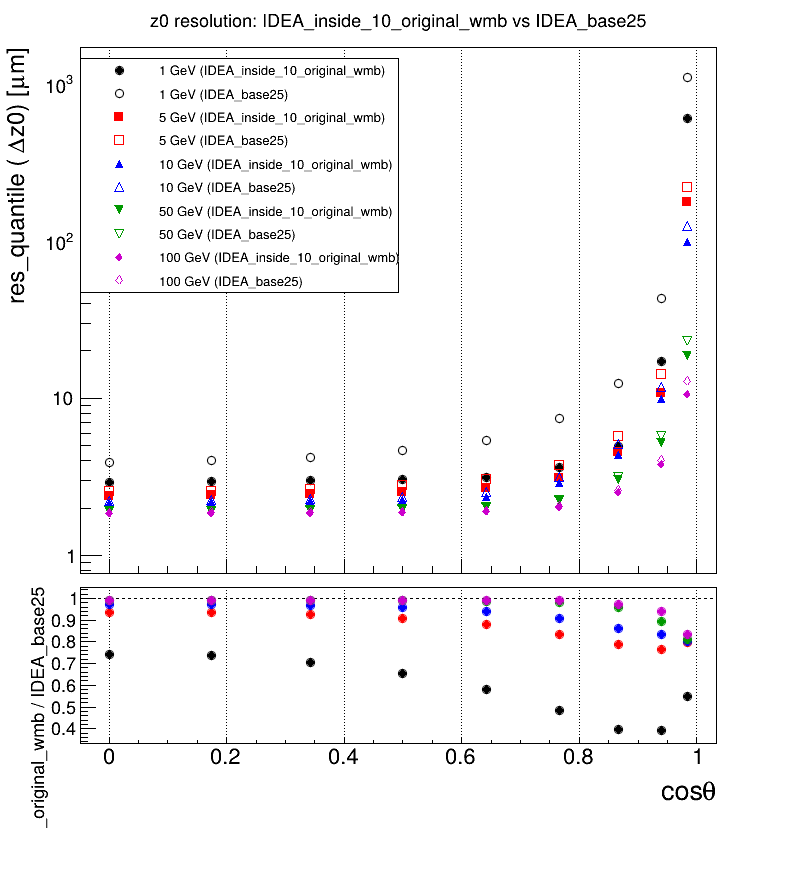 z0 resolution: IDEA_inside_10_original_wmb vs IDEA_base25
res_quantile ( Δz0) [μm]
10³
10²
10
1
1 GeV (IDEA_inside_10_original_wmb)
1 GeV (IDEA_base25)
5 GeV (IDEA_inside_10_original_wmb)
5 GeV (IDEA_base25)
10 GeV (IDEA_inside_10_original_wmb)
10 GeV (IDEA_base25)
50 GeV (IDEA_inside_10_original_wmb)
50 GeV (IDEA_base25)
100 GeV (IDEA_inside_10_original_wmb)
100 GeV (IDEA_base25)
_original_wmb / IDEA_base25
1
0.9
0.8
0.7
0.6
0.5
0.4
0 0.2 0.4 0.6 0.8 1
cosθ